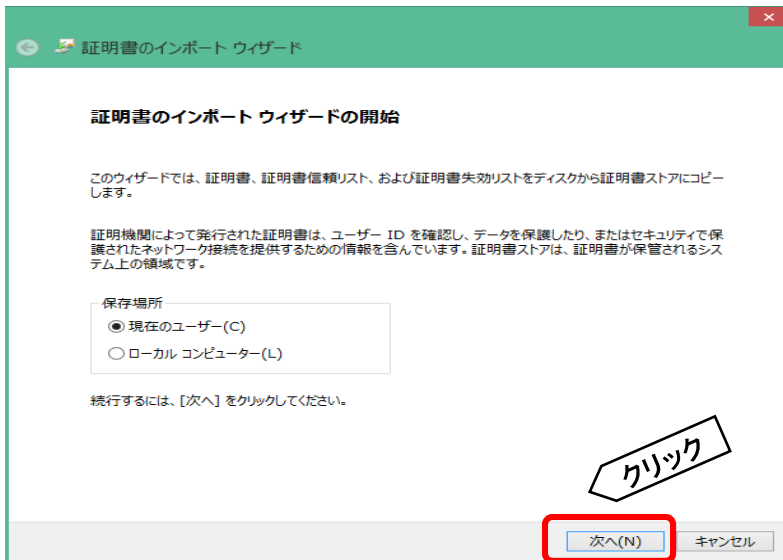 ×
証明書のインポート ウィザード
証明書のインポート ウィザードの開始
このウィザードでは、証明書、証明書信頼リスト、および証明書失効リストをディスクから証明書ストアにコピー
します。
証明機関によって発行された証明書は、ユーザー ID を確認し、データを保護したり、またはセキュリティで保
護されたネットワーク接続を提供するための情報を含んでいます。証明書ストアは、証明書が保管されるシス
テム上の領域です。
保存場所
現在のユーザー(C)
ローカル コンピューター(L)
続行するには、[次へ] をクリックしてください。
クリック
次へ(N) キャンセル